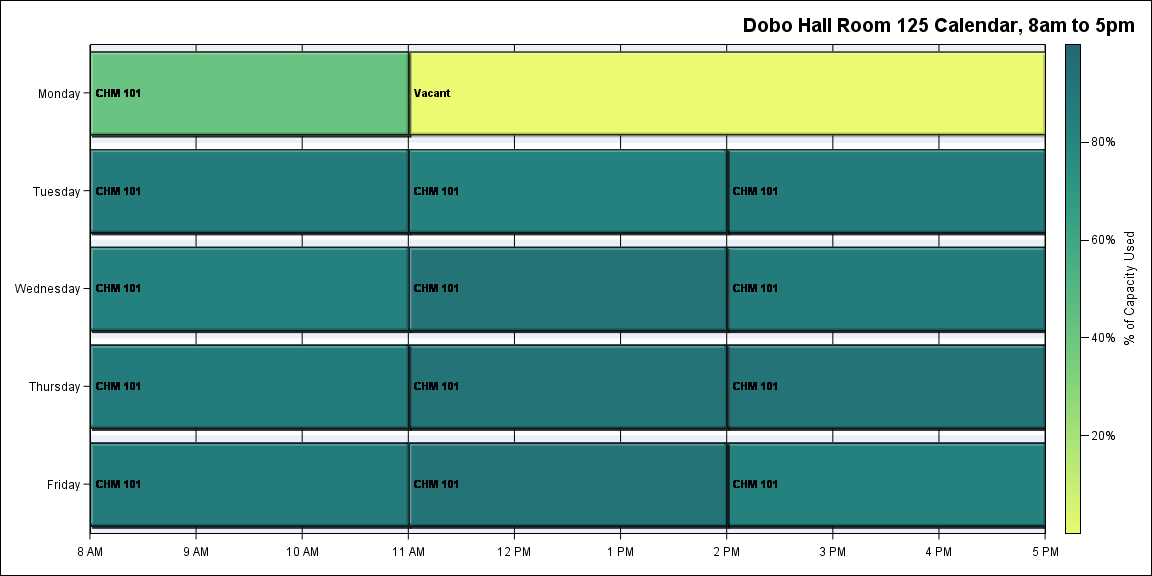 Dobo Hall Room 125 Calendar, 8am to 5pm
Monday
CHM 101
Vacant
Tuesday
CHM 101
CHM 101
CHM 101
Wednesday
CHM 101
CHM 101
CHM 101
Thursday
CHM 101
CHM 101
CHM 101
Friday
CHM 101
CHM 101
CHM 101
8 AM
9 AM
10 AM
11 AM
12 PM
1 PM
2 PM
3 PM
4 PM
5 PM
80%
60%
40%
20%
% of Capacity Used